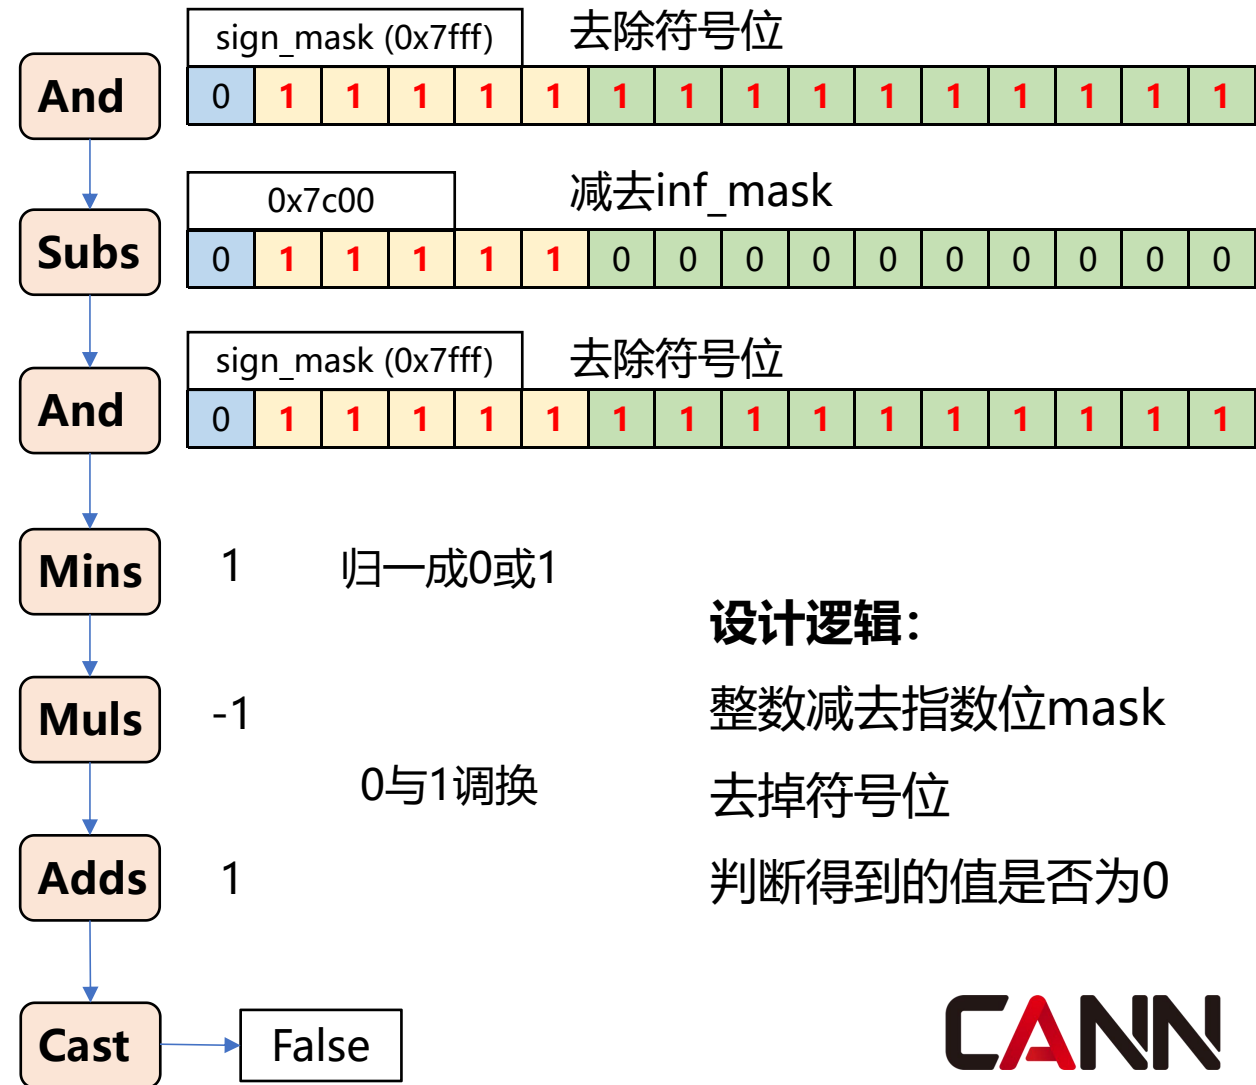 sign_mask (0x7fff) 去除符号位
And 0 1 1 1 1 1 1 1 1 1 1 1 1 1 1 1
0x7c00 减去inf_mask
Subs 0 1 1 1 1 1 0 0 0 0 0 0 0 0 0 0
sign_mask (0x7fff) 去除符号位
And 0 1 1 1 1 1 1 1 1 1 1 1 1 1 1 1
Mins 1 归一成0或1
设计逻辑：
Muls -1 整数减去指数位mask
0与1调换 去掉符号位
Adds 1 判断得到的值是否为0
Cast False
CANN